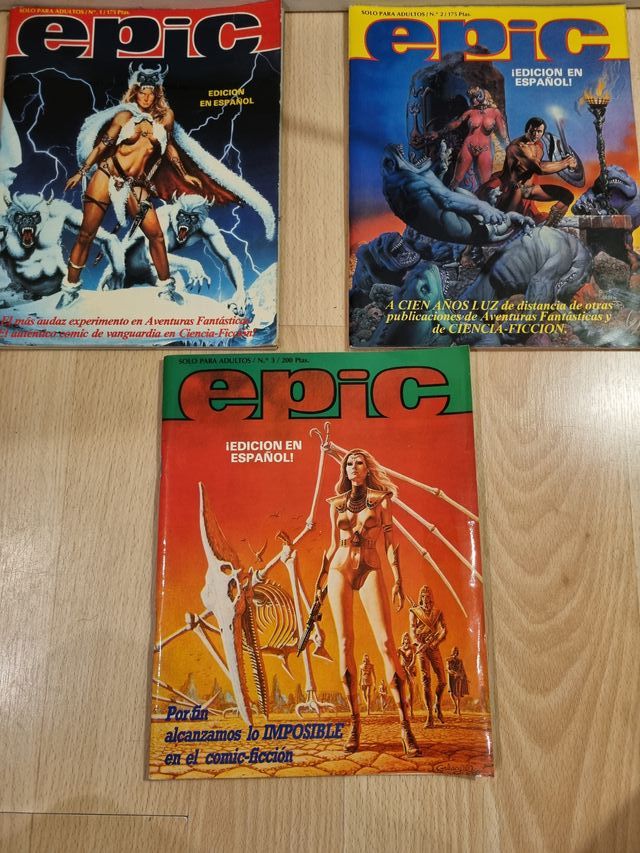 SOLO PARA ADULTOS / N.º 1 / 175 Ptas.
epic
EDICION
EN ESPAÑOL
El más audaz experimento en Aventuras Fantásticas
El auténtico comic de vanguardia en Ciencia-Ficción.
SOLO PARA ADULTOS / N.º 2 / 175 Ptas.
epic
¡EDICION EN
ESPAÑOL!
A CIEN AÑOS LUZ de distancia de otras
publicaciones de Aventuras Fantásticas y
de CIENCIA-FICCION.
SOLO PARA ADULTOS / N.º 3 / 200 Ptas.
epic
¡EDICION EN
ESPAÑOL!
Por fin
alcanzamos lo IMPOSIBLE
en el comic-ficción